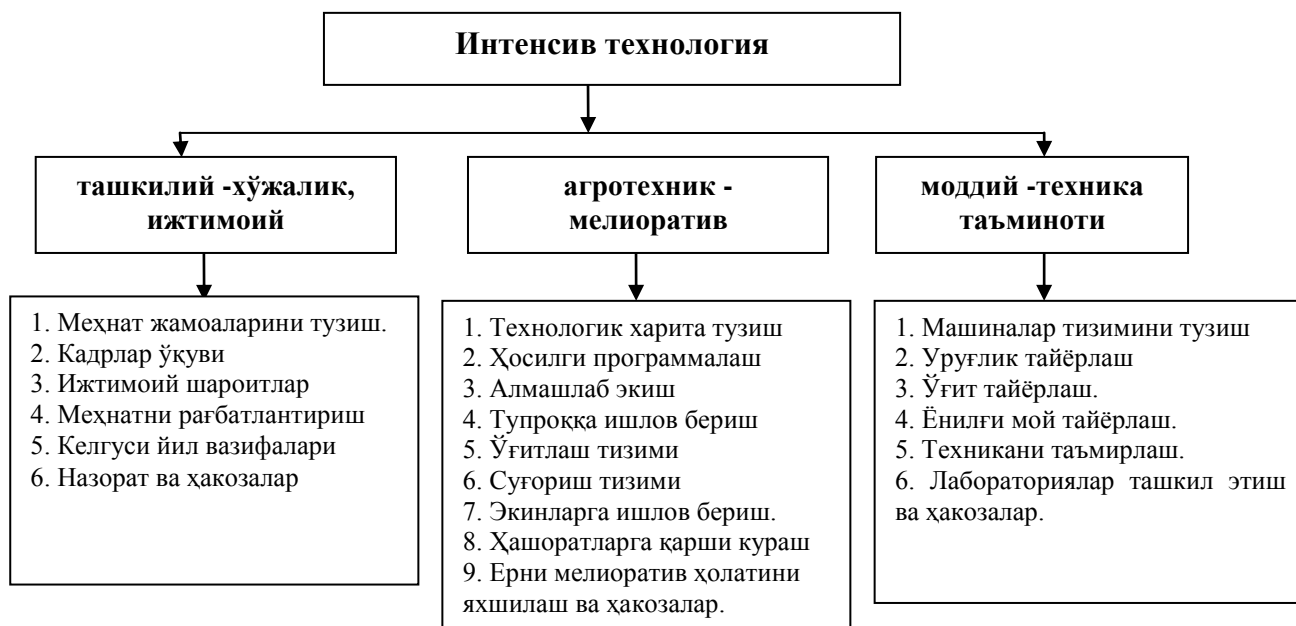 Интенсив технология
ташкилий -хўжалик,
ижтимоий
агротехник -
мелиоратив
моддий -техника
таъминоти
1. Меҳнат жамоаларини тузиш.
2. Кадрлар ўқуви
3. Ижтимоий шароитлар
4. Меҳнатни рағбатлантириш
5. Келгуси йил вазифалари
6. Назорат ва ҳакозалар
1. Технологик харита тузиш
2. Ҳосилги программалаш
3. Алмашлаб экиш
4. Тупроққа ишлов бериш
5. Ўғитлаш тизими
6. Суғориш тизими
7. Экинларга ишлов бериш.
8. Ҳашоратларга қарши кураш
9. Ерни мелиоратив ҳолатини
яхшилаш ва ҳакозалар.
1. Машиналар тизимини тузиш
2. Уруғлик тайёрлаш
3. Ўғит тайёрлаш.
4. Ёнилғи мой тайёрлаш.
5. Техникани таъмирлаш.
6. Лабораториялар ташкил этиш
ва ҳакозалар.